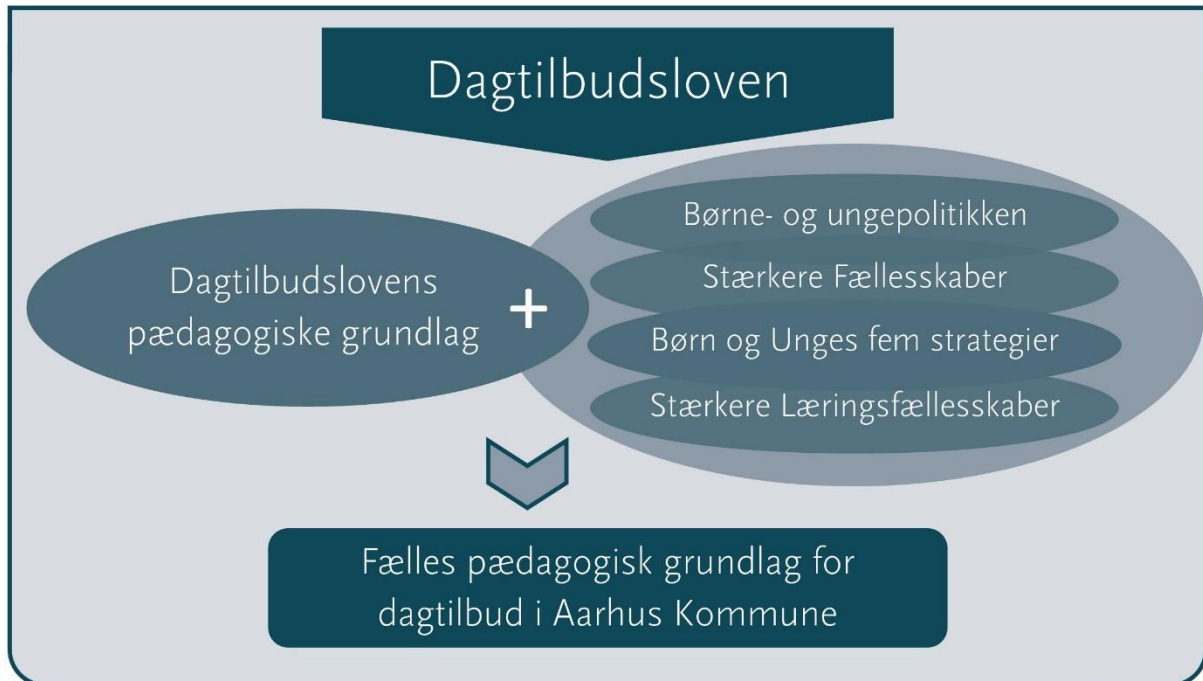 Dagtilbudsloven
Dagtilbudslovens
pædagogiske grundlag
+
Børne- og ungepolitikken
Stærkere Fællesskaber
Børn og Unges fem strategier
Stærkere Læringsfællesskaber
Fælles pædagogisk grundlag for
dagtilbud i Aarhus Kommune